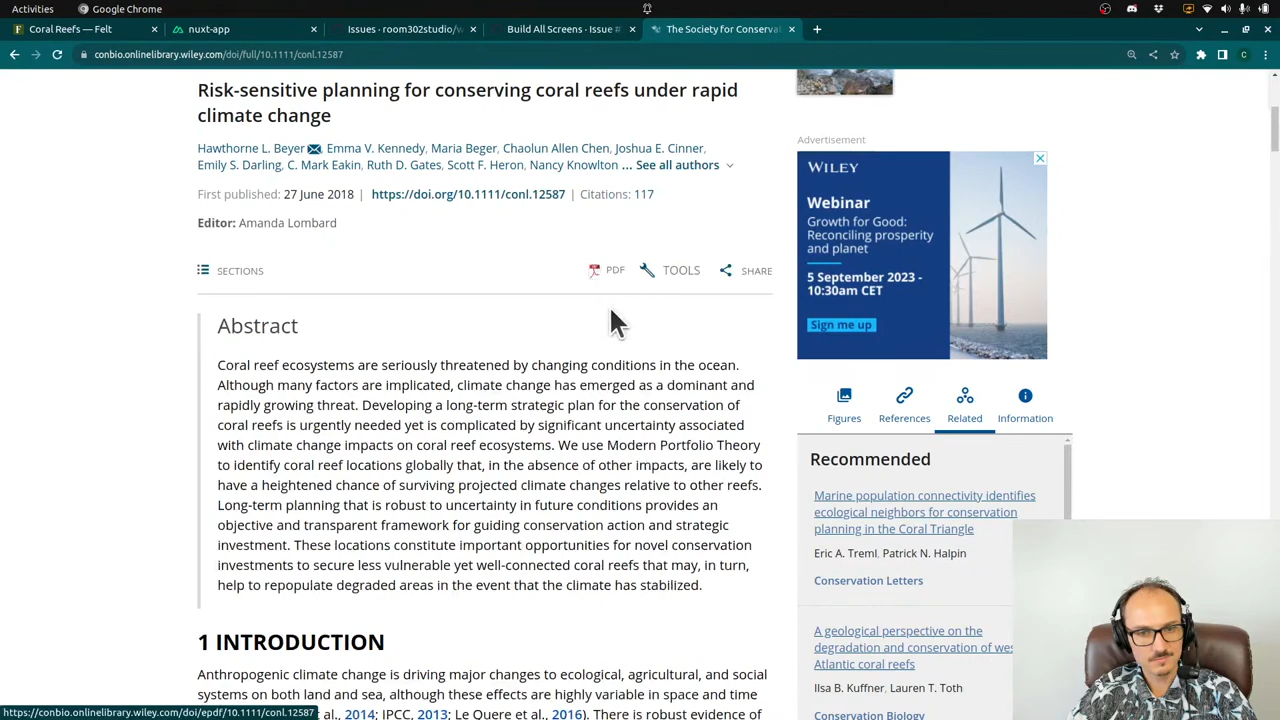 Activities
Google Chrome
Coral Reefs — Felt
nuxt-app
Issues · room302studio/w
Build All Screens · Issue #
The Society for Conserva
conbio.onlinelibrary.wiley.com/doi/full/10.1111/conl.12587
C
Risk-sensitive planning for conserving coral reefs under rapid
climate change
Hawthorne L. Beyer, Emma V. Kennedy, Maria Beger, Chaolun Allen Chen, Joshua E. Cinner,
Emily S. Darling, C. Mark Eakin, Ruth D. Gates, Scott F. Heron, Nancy Knowlton ... See all authors
First published: 27 June 2018 | https://doi.org/10.1111/conl.12587 | Citations: 117
Editor: Amanda Lombard
SECTIONS
PDF
TOOLS
SHARE
Abstract
Coral reef ecosystems are seriously threatened by changing conditions in the ocean.
Although many factors are implicated, climate change has emerged as a dominant and
rapidly growing threat. Developing a long-term strategic plan for the conservation of
coral reefs is urgently needed yet is complicated by significant uncertainty associated
with climate change impacts on coral reef ecosystems. We use Modern Portfolio Theory
to identify coral reef locations globally that, in the absence of other impacts, are likely to
have a heightened chance of surviving projected climate changes relative to other reefs.
Long-term planning that is robust to uncertainty in future conditions provides an
objective and transparent framework for guiding conservation action and strategic
investment. These locations constitute important opportunities for novel conservation
investments to secure less vulnerable yet well-connected coral reefs that may, in turn,
help to repopulate degraded areas in the event that the climate has stabilized.
1 INTRODUCTION
Anthropogenic climate change is driving major changes to ecological, agricultural, and social
systems on both land and sea, although these effects are highly variable in space and time
et al., 2014; IPCC, 2013; Le Quere et al., 2016). There is robust evidence of
https://conbio.onlinelibrary.wiley.com/doi/epdf/10.1111/conl.12587
Advertisement
WILEY
Webinar
Growth for Good:
Reconciling prosperity
and planet
5 September 2023 -
10:30am CET
Sign me up
Figures
References
Related
Information
Recommended
Marine population connectivity identifies
ecological neighbors for conservation
planning in the Coral Triangle
Eric A. Treml, Patrick N. Halpin
Conservation Letters
A geological perspective on the
degradation and conservation of wes
Atlantic coral reefs
Ilsa B. Kuffner, Lauren T. Toth
Conservation Biology